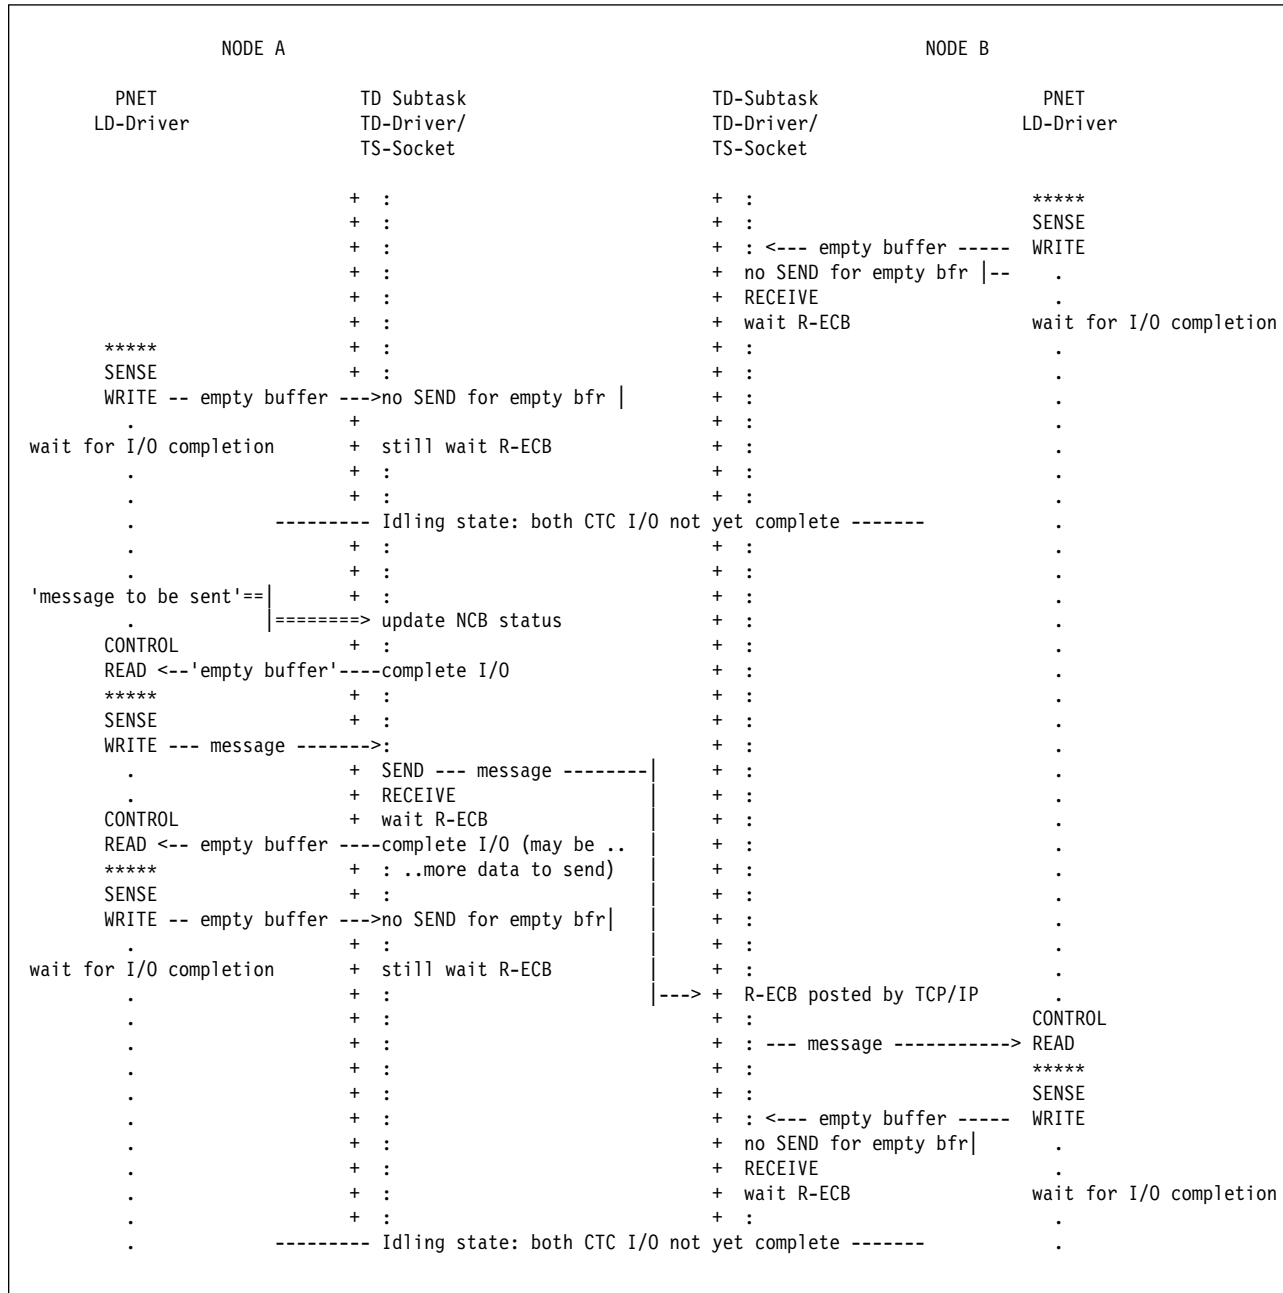 NODE A                                                                                 NODE B
PNET                               TD Subtask                               TD-Subtask                             PNET
LD-Driver                         TD-Driver/                               TD-Driver/                          LD-Driver
TS-Socket                               TS-Socket
+ :                                           + :                                     *****
+ :                                           + :                                     SENSE
+ :                                           + : <--- empty buffer -----  WRITE
+ :                                           + no SEND for empty bfr |--     .
+ :                                           + RECEIVE                               .
+ :                                           + wait R-ECB              wait for I/O completion
*****                       + :                                           + :                                       .
SENSE                       + :                                           + :                                       .
WRITE -- empty buffer --->no SEND for empty bfr |         + :                                       .
.                         +                                             + :                                       .
wait for I/O completion        + still wait R-ECB                      + :                                       .
.                         + :                                           + :                                       .
.                         + :                                           + :                                       .
.              --------- Idling state: both CTC I/O not yet complete -------             .
.                         + :                                           + :                                       .
.                         + :                                           + :                                       .
'message to be sent'==|        + :                                           + :                                       .
.                |========> update NCB status                   + :                                       .
CONTROL                    + :                                           + :                                       .
READ <--'empty buffer'----complete I/O                         + :                                       .
*****                       + :                                           + :                                       .
SENSE                       + :                                           + :                                       .
WRITE --- message ------->:                                     + :                                       .
.                         + SEND --- message --------|       + :                                       .
.                         + RECEIVE                         |       + :                                       .
CONTROL                    + wait R-ECB                      |       + :                                       .
READ <-- empty buffer ----complete I/O (may be ..   |       + :                                       .
*****                       + : ..more data to send)    |       + :                                       .
SENSE                       + :                                    |       + :                                       .
WRITE -- empty buffer --->no SEND for empty bfr|    |       + :                                       .
.                         + :                                    |       + :                                       .
wait for I/O completion        + still wait R-ECB               |       + :                                       .
.                         + :                                    |---> + R-ECB posted by TCP/IP        .
.                         + :                                           + :                                     CONTROL
.                         + :                                           + : --- message -----------> READ
.                         + :                                           + :                                     *****
.                         + :                                           + :                                     SENSE
.                         + :                                           + : <--- empty buffer -----  WRITE
.                         + :                                           + no SEND for empty bfr|         .
.                         + :                                           + RECEIVE                               .
.                         + :                                           + wait R-ECB              wait for I/O completion
.                         + :                                           + :                                       .
.              --------- Idling state: both CTC I/O not yet complete -------             .